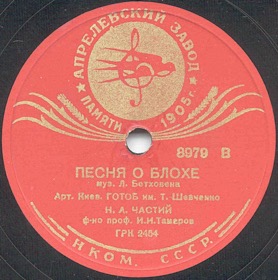 АПРЕЛЕВСКИЙ ЗАВОД
ПАМЯТИ 1905 г.
8979 В
ПЕСНЯ О БЛОХЕ
муз. Л. Бетховена
Арт. Киев. ГОТОБ им. Т. Шевченко
Н. А. ЧАСТИЙ
ф-но проф. Н.И.Тамаров
ГРК 2454
НКОМ. СССР.